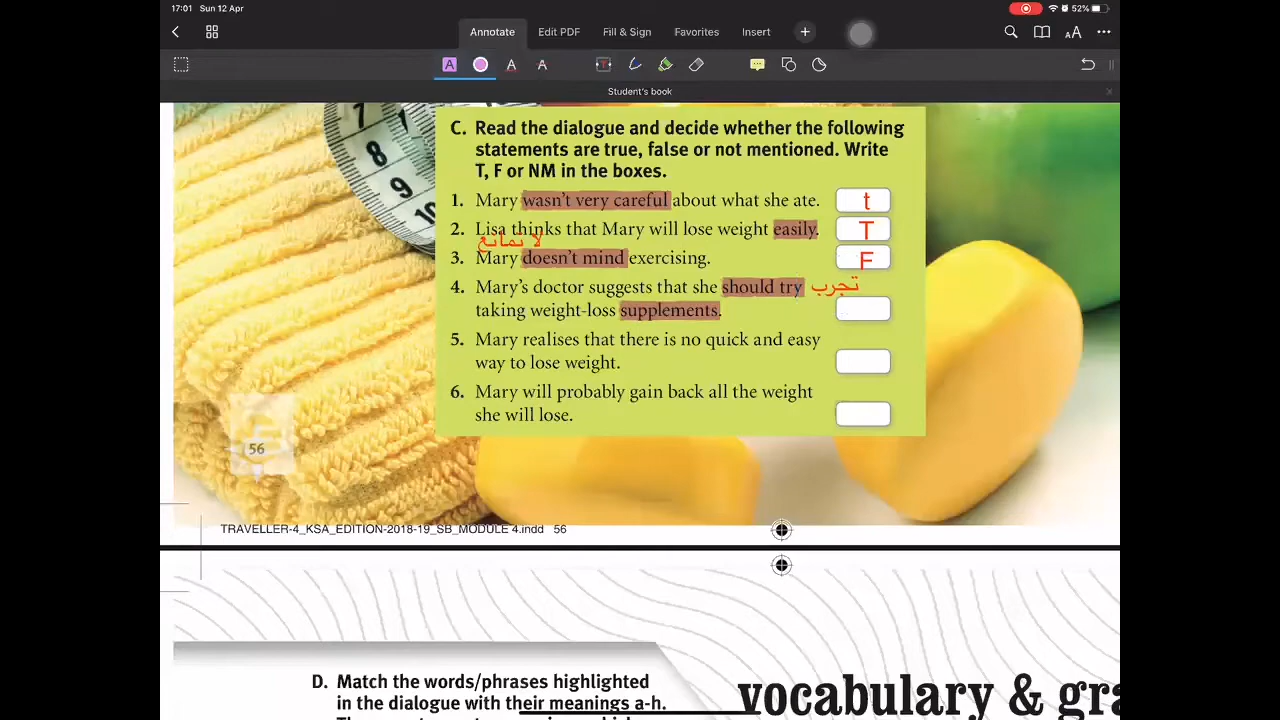 17:01 Sun 12 Apr
52%
Annotate Edit PDF Fill & Sign Favorites Insert
AA
A A A T
Student's book
7
8
9
10
C. Read the dialogue and decide whether the following
statements are true, false or not mentioned. Write
T, F or NM in the boxes.
1. Mary wasn't very careful about what she ate. t
2. Lisa thinks that Mary will lose weight easily. T
لا تمانع
3. Mary doesn't mind exercising. F
4. Mary's doctor suggests that she should try تجرب
taking weight-loss supplements.
5. Mary realises that there is no quick and easy
way to lose weight.
6. Mary will probably gain back all the weight
she will lose.
56
TRAVELLER-4_KSA_EDITION-2018-19_SB_MODULE 4.indd 56
D. Match the words/phrases highlighted
in the dialogue with their meanings a-h.
vocabulary & gra